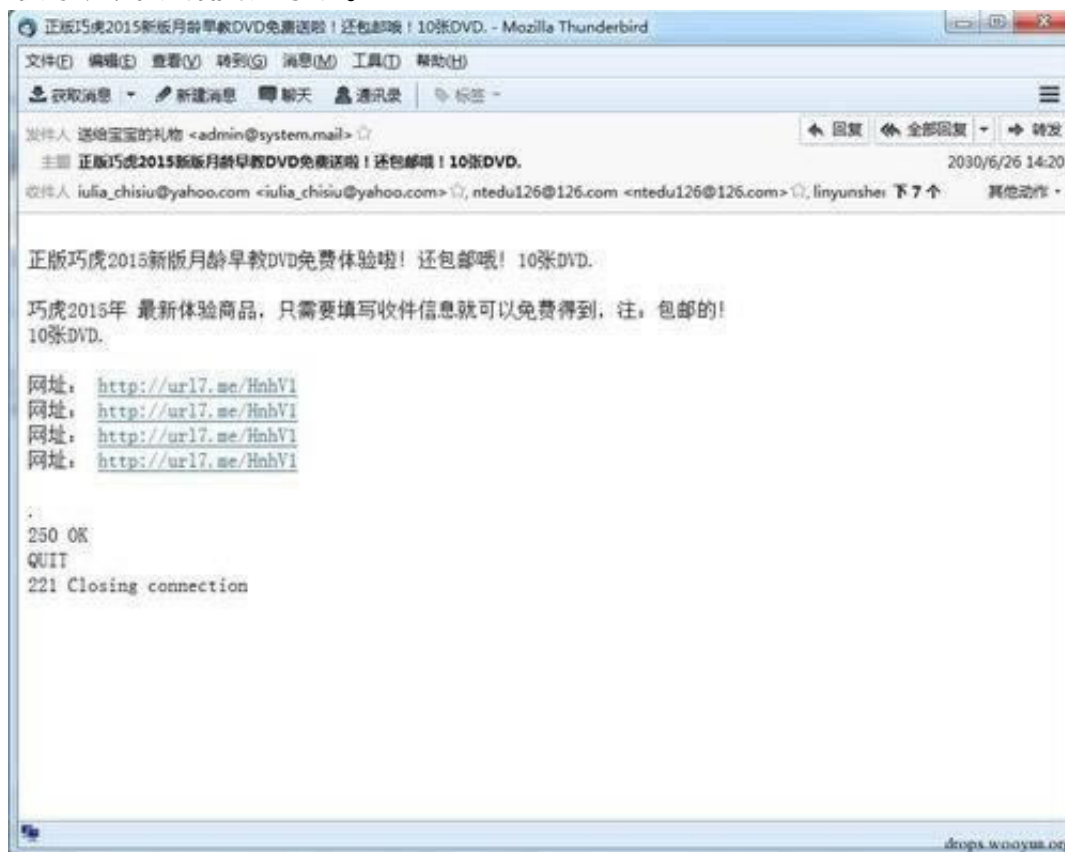 正版巧虎2015新版月龄早教DVD免费送啦！还包邮哦！10张DVD. - Mozilla Thunderbird
文件(F) 编辑(E) 查看(V) 转到(G) 消息(M) 工具(T) 帮助(H)
获取消息 新建消息 聊天 通讯录 标签
发件人 送给宝宝的礼物 <admin@system.mail> 回复 全部回复 转发
主题 正版巧虎2015新版月龄早教DVD免费送啦！还包邮哦！10张DVD. 2030/6/26 14:20
收件人 iulia_chisiu@yahoo.com <iulia_chisiu@yahoo.com>, ntedu126@126.com <ntedu126@126.com>, linyunshei 下7个 其他动作
正版巧虎2015新版月龄早教DVD免费体验啦！还包邮哦！10张DVD.
巧虎2015年 最新体验商品，只需要填写收件信息就可以免费得到，注：包邮的！
10张DVD.
网址： http://url7.me/HnhV1
网址： http://url7.me/HnhV1
网址： http://url7.me/HnhV1
网址： http://url7.me/HnhV1
.
250 OK
QUIT
221 Closing connection
drops.wooyun.or